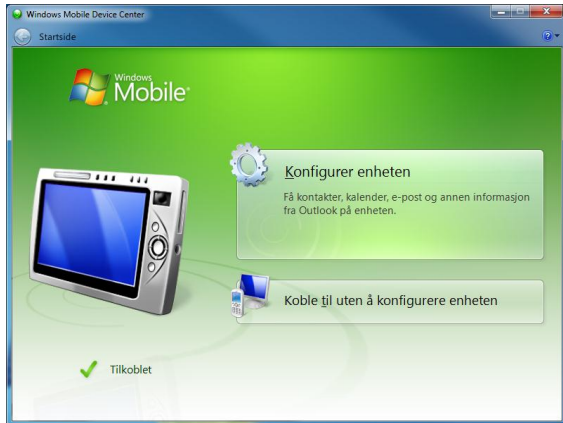 Windows Mobile Device Center
Startside
Windows
Mobile
Konfigurer enheten
Få kontakter, kalender, e-post og annen informasjon
fra Outlook på enheten.
Koble til uten å konfigurere enheten
Tilkoblet